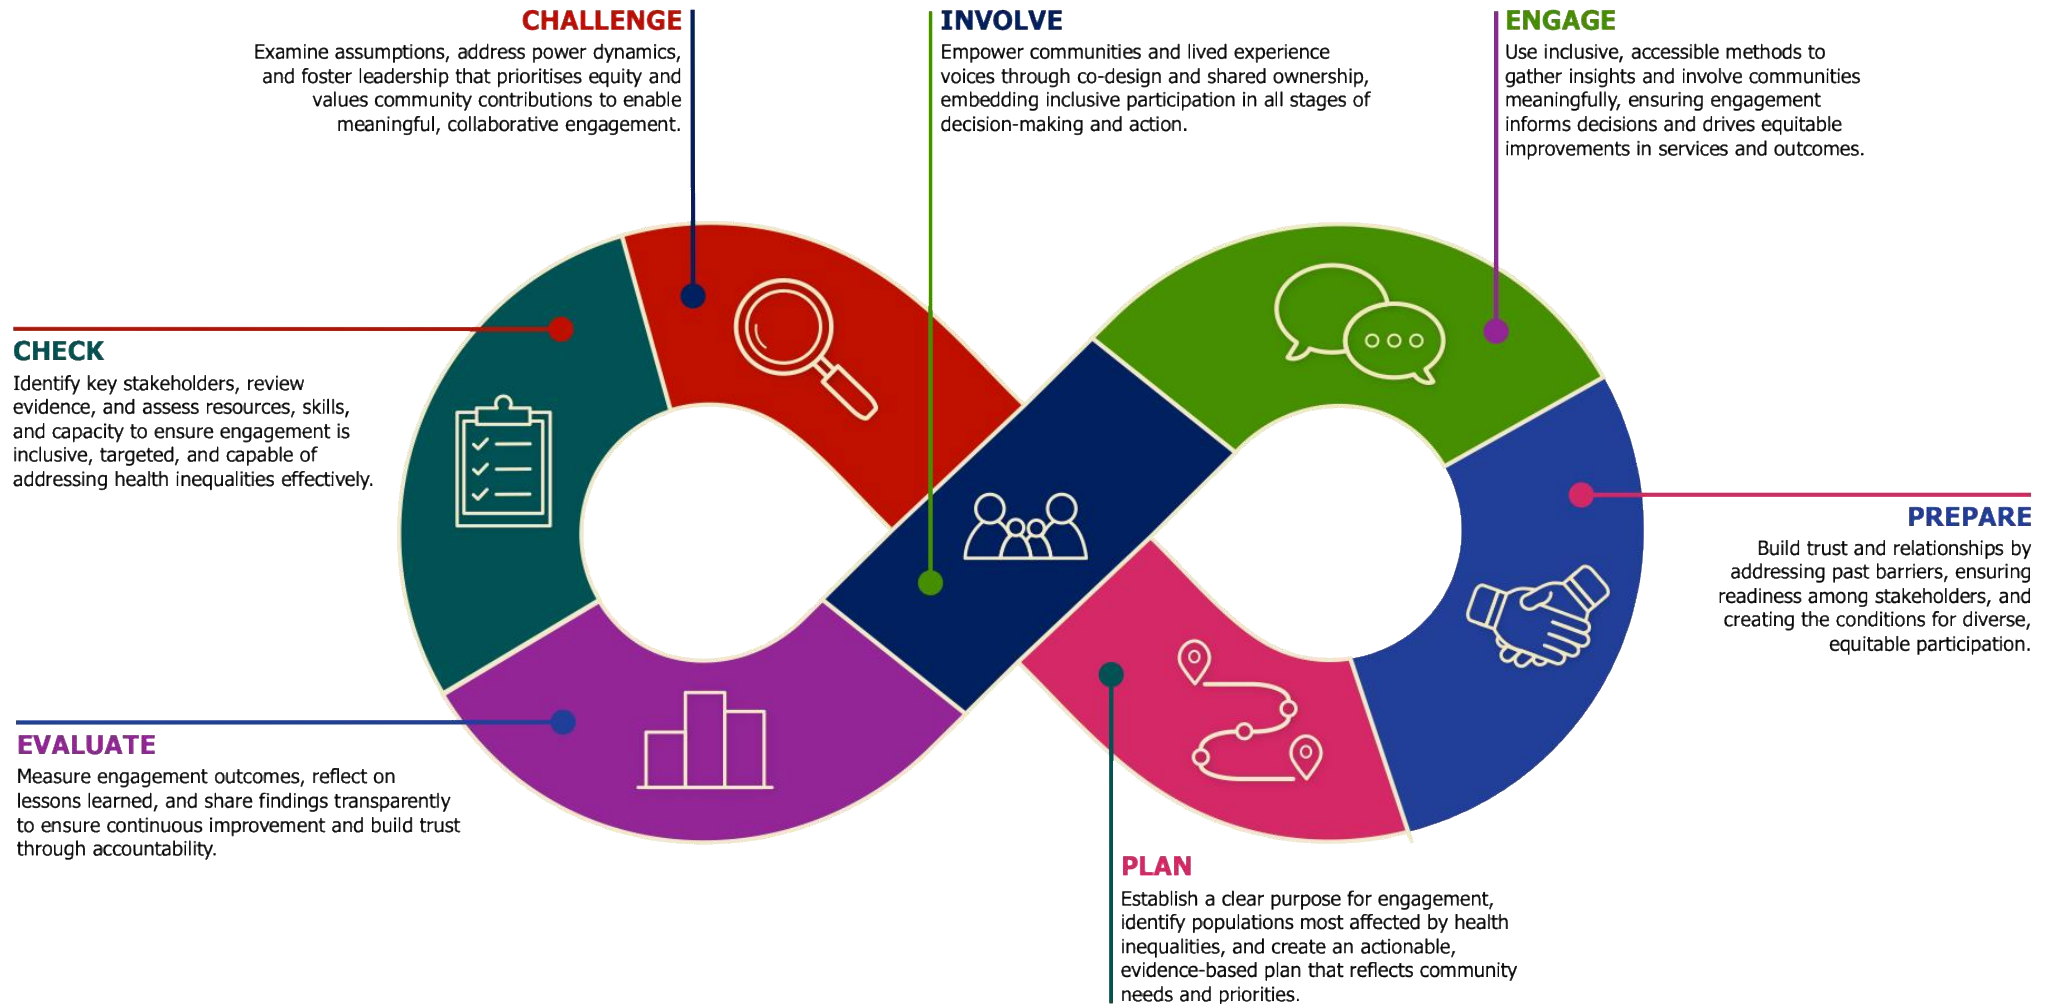 CHALLENGE
Examine assumptions, address power dynamics,
and foster leadership that prioritises equity and
values community contributions to enable
meaningful, collaborative engagement.
INVOLVE
Empower communities and lived experience
voices through co-design and shared ownership,
embedding inclusive participation in all stages of
decision-making and action.
ENGAGE
Use inclusive, accessible methods to
gather insights and involve communities
meaningfully, ensuring engagement
informs decisions and drives equitable
improvements in services and outcomes.
CHECK
Identify key stakeholders, review
evidence, and assess resources, skills,
and capacity to ensure engagement is
inclusive, targeted, and capable of
addressing health inequalities effectively.
PREPARE
Build trust and relationships by
addressing past barriers, ensuring
readiness among stakeholders, and
creating the conditions for diverse,
equitable participation.
EVALUATE
Measure engagement outcomes, reflect on
lessons learned, and share findings transparently
to ensure continuous improvement and build trust
through accountability.
PLAN
Establish a clear purpose for engagement,
identify populations most affected by health
inequalities, and create an actionable,
evidence-based plan that reflects community
needs and priorities.